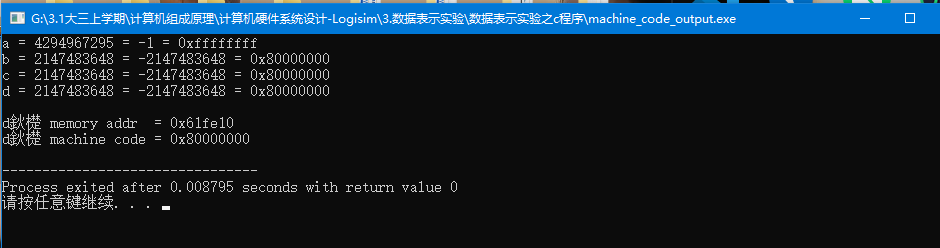 G:\3.1大三上学期\计算机组成原理\计算机硬件系统设计-Logisim\3.数据表示实验\数据表示实验之c程序\machine_code_output.exe
a = 4294967295 = -1 = 0xffffffff
b = 2147483648 = -2147483648 = 0x80000000
c = 2147483648 = -2147483648 = 0x80000000
d = 2147483648 = -2147483648 = 0x80000000
d鈥檚 memory addr  = 0x61fe10
d鈥檚 machine code = 0x80000000
--------------------------------
Process exited after 0.008795 seconds with return value 0
请按任意键继续. . .